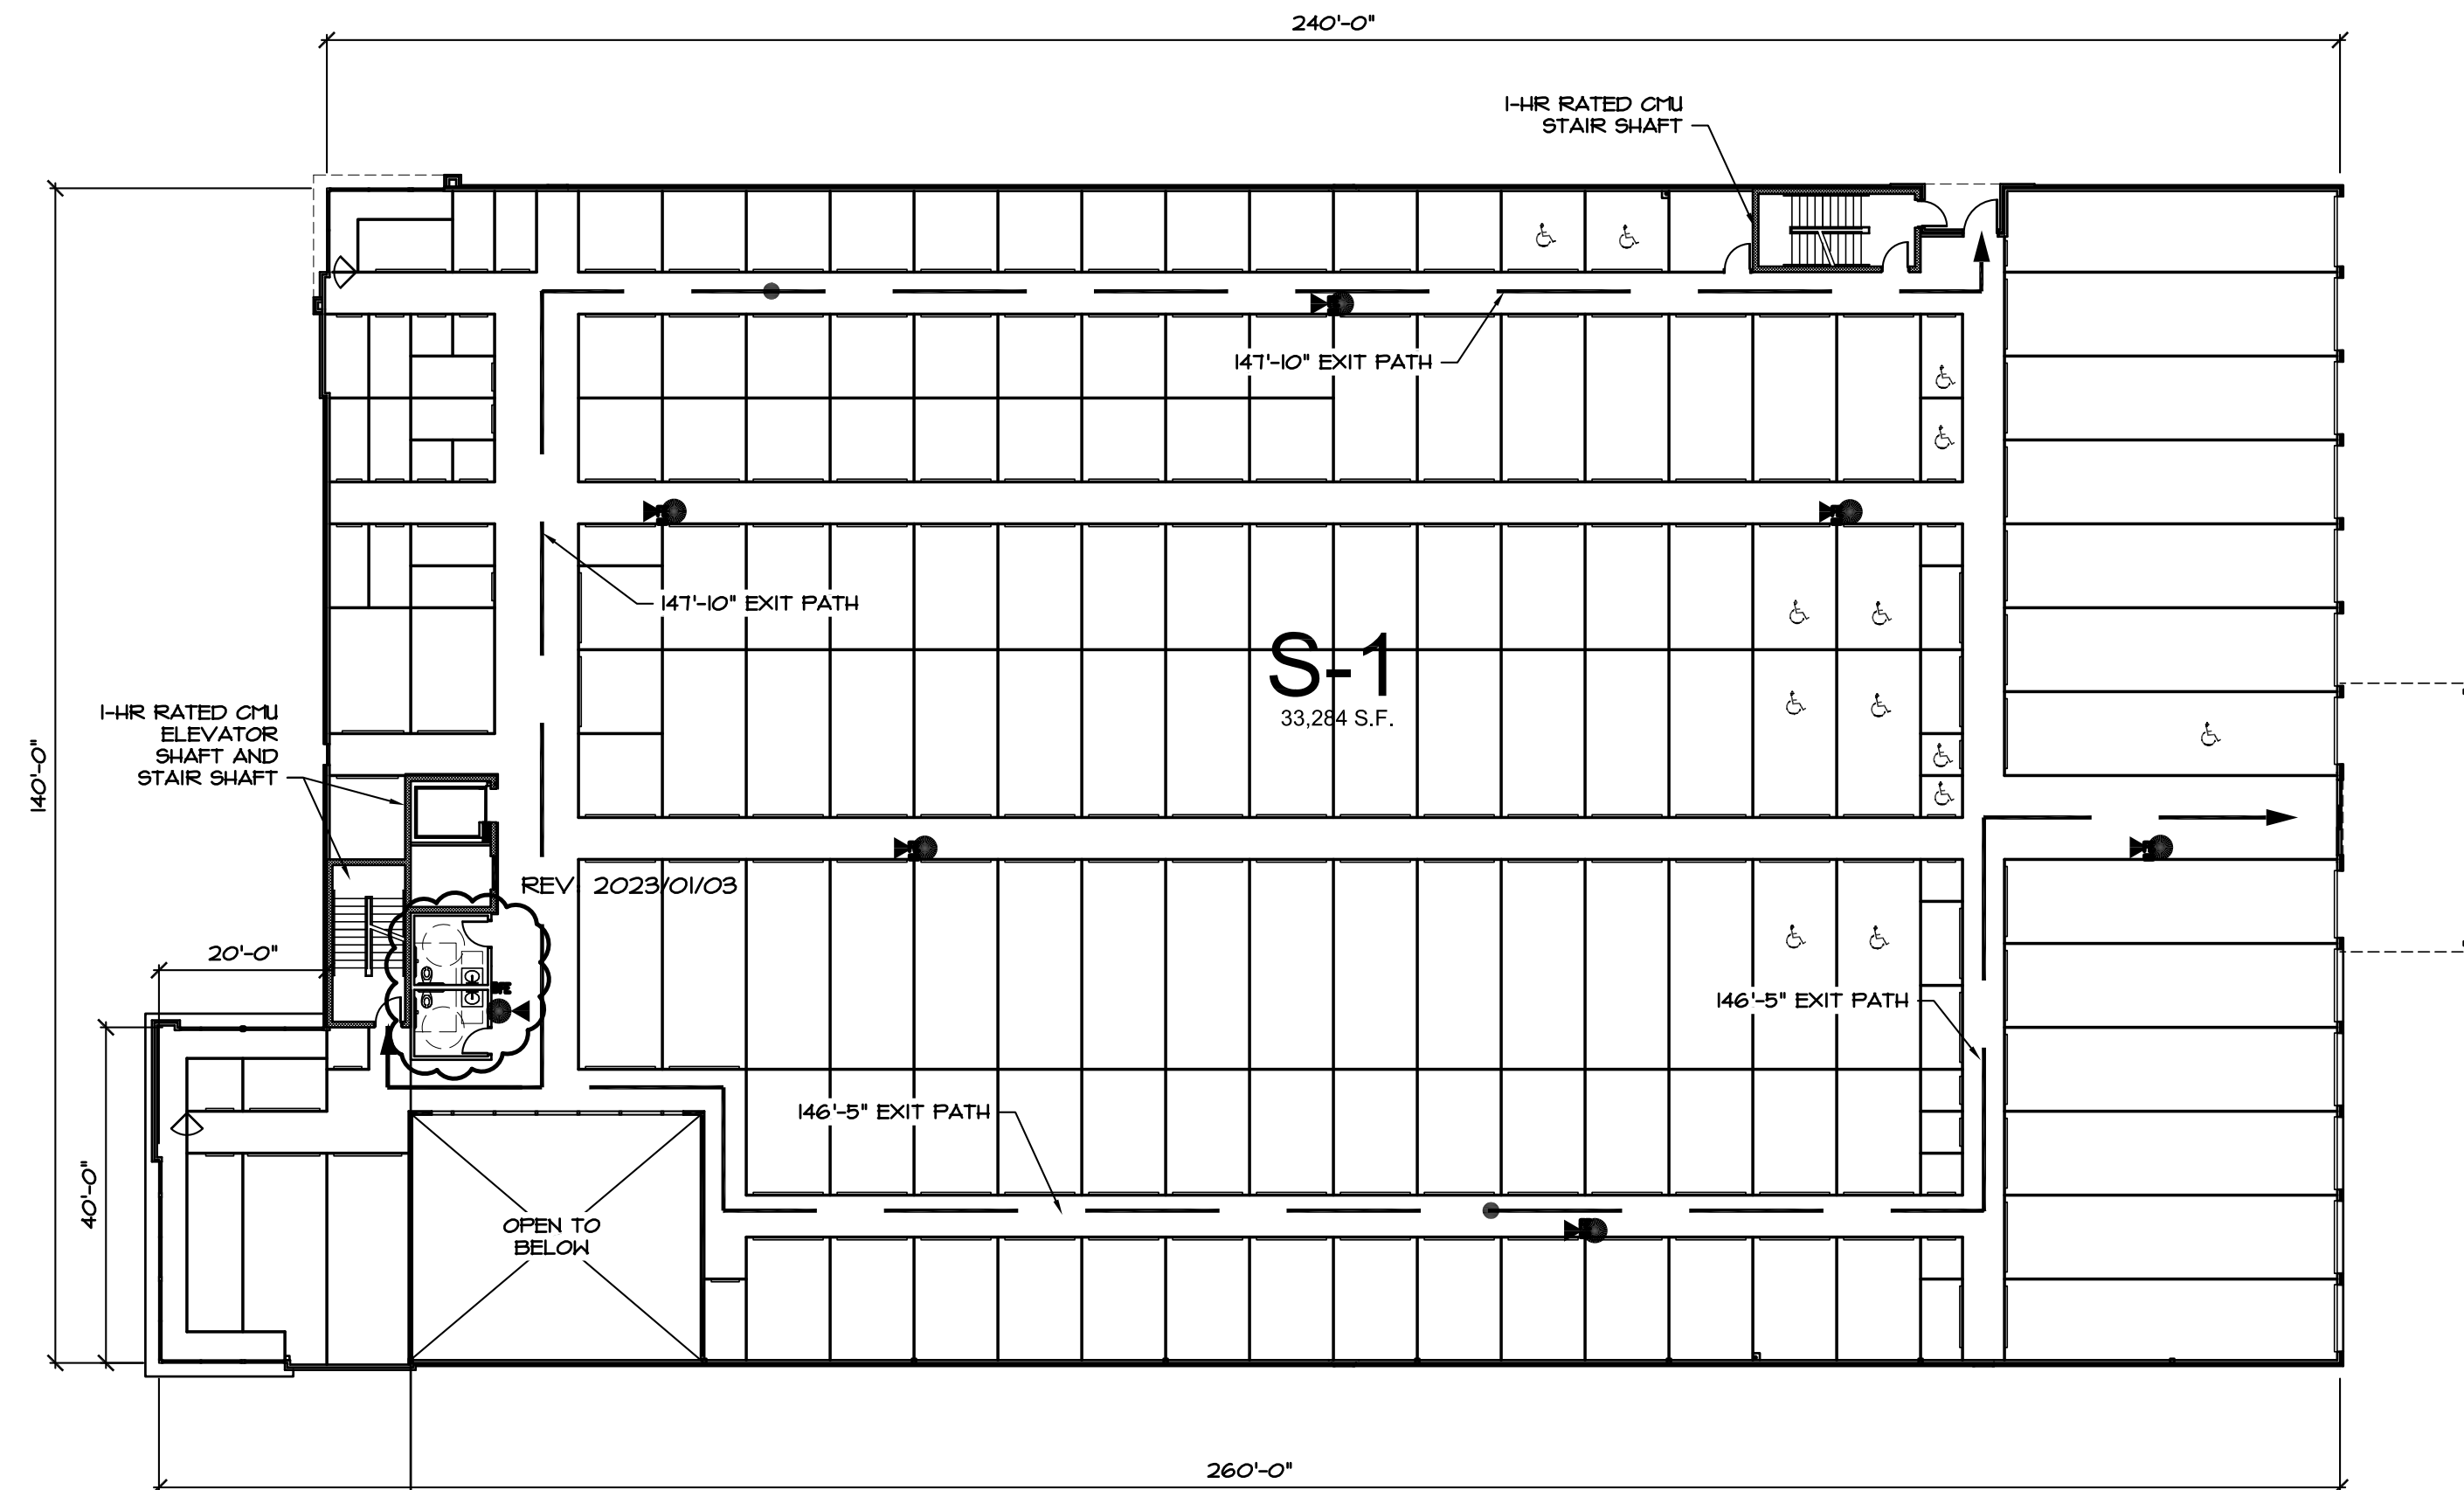 240'-0"
1-HR RATED CMU
STAIR SHAFT
147'-10" EXIT PATH
147'-10" EXIT PATH
S-1
33,284 S.F.
1-HR RATED CMU
ELEVATOR
SHAFT AND
STAIR SHAFT
140'-0"
REV: 2023/01/03
20'-0"
146'-5" EXIT PATH
146'-5" EXIT PATH
40'-0"
OPEN TO
BELOW
260'-0"